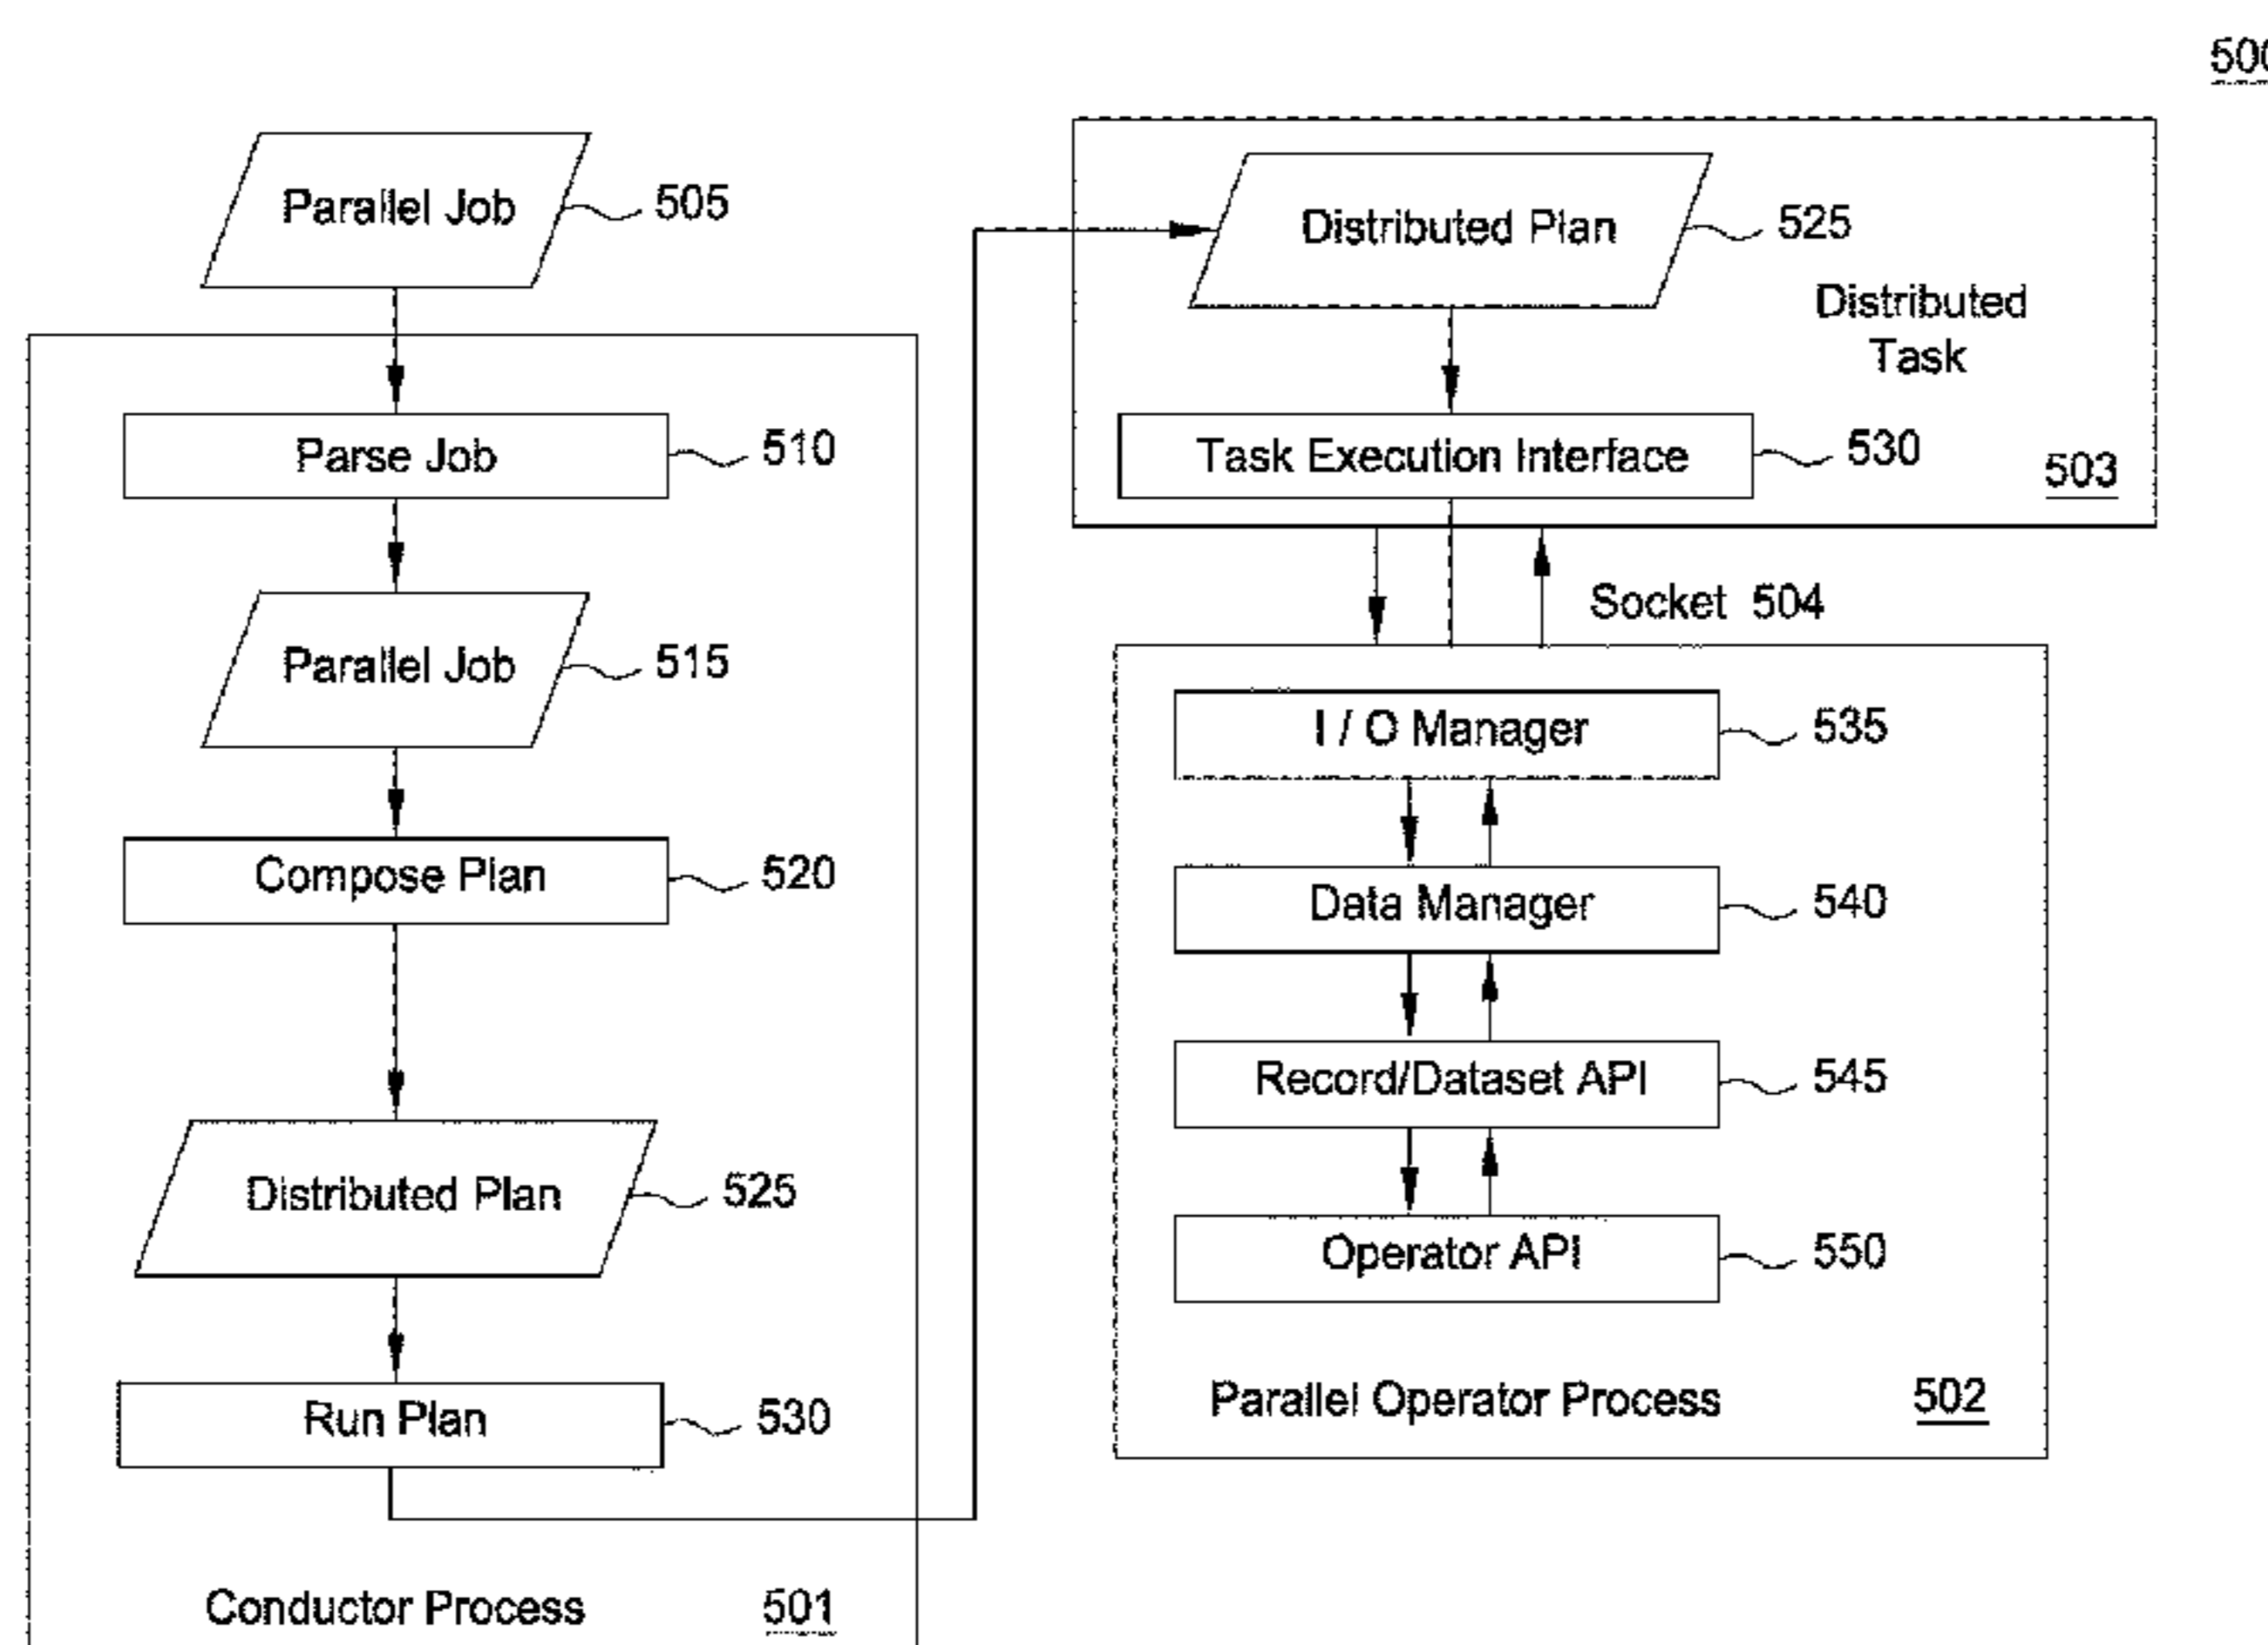 500
Parallel Job 505
Parse Job 510
Parallel Job 515
Compose Plan 520
Distributed Plan 525
Run Plan 530
Conductor Process 501
Distributed Plan 525
Distributed
Task
Task Execution Interface 530
503
Socket 504
I / O Manager 535
Data Manager 540
Record/Dataset API 545
Operator API 550
Parallel Operator Process 502